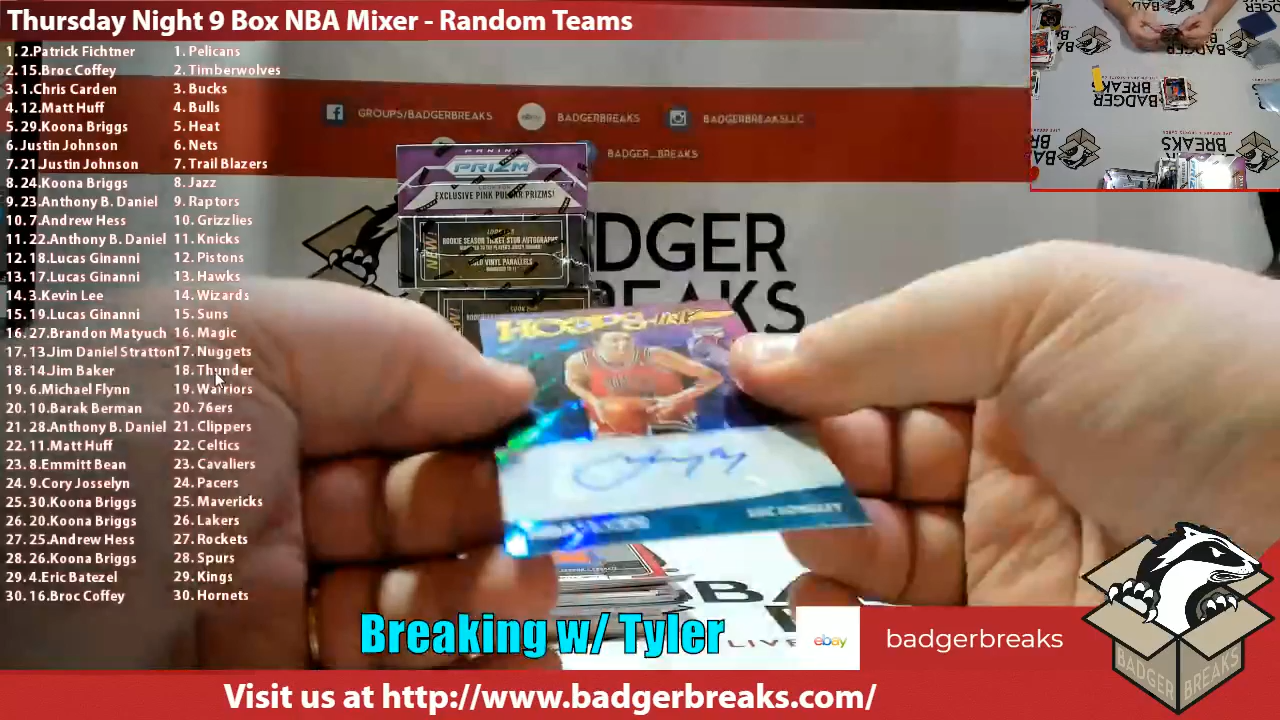 Thursday Night 9 Box NBA Mixer - Random Teams
1. 2.Patrick Fichtner 1. Pelicans
2. 15.Broc Coffey 2. Timberwolves
3. 1.Chris Carden 3. Bucks
4. 12.Matt Huff 4. Bulls
5. 29.Koona Briggs 5. Heat
6. Justin Johnson 6. Nets
7. 21.Justin Johnson 7. Trail Blazers
8. 24.Koona Briggs 8. Jazz
9. 23.Anthony B. Daniel 9. Raptors
10. 7.Andrew Hess 10. Grizzlies
11. 22.Anthony B. Daniel 11. Knicks
12. 18.Lucas Ginanni 12. Pistons
13. 17.Lucas Ginanni 13. Hawks
14. 3.Kevin Lee 14. Wizards
15. 19.Lucas Ginanni 15. Suns
16. 27.Brandon Matyuch 16. Magic
17. 13.Jim Daniel Stratton 17. Nuggets
18. 14.Jim Baker 18. Thunder
19. 6.Michael Flynn 19. Warriors
20. 10.Barak Berman 20. 76ers
21. 28.Anthony B. Daniel 21. Clippers
22. 11.Matt Huff 22. Celtics
23. 8.Emmitt Bean 23. Cavaliers
24. 9.Cory Josselyn 24. Pacers
25. 30.Koona Briggs 25. Mavericks
26. 20.Koona Briggs 26. Lakers
27. 25.Andrew Hess 27. Rockets
28. 26.Koona Briggs 28. Spurs
29. 4.Eric Batezel 29. Kings
30. 16.Broc Coffey 30. Hornets
GROUPS/BADGERBREAKS ebay BADGERBREAKS BADGERBREAKSLLC
BADGER_BREAKS
PANINI
PRIZM
EXCLUSIVE PINK PULSAR PRIZMS!
NEW!
ROOKIE SEASON TICKET STUB AUTOGRAPHS
GOLD VINYL PARALLELS
BADGER
BREAKS
HOOPS
LUC LONGLEY
LIVE
Breaking w/ Tyler
ebay badgerbreaks
BADGER BREAKS
Visit us at http://www.badgerbreaks.com/